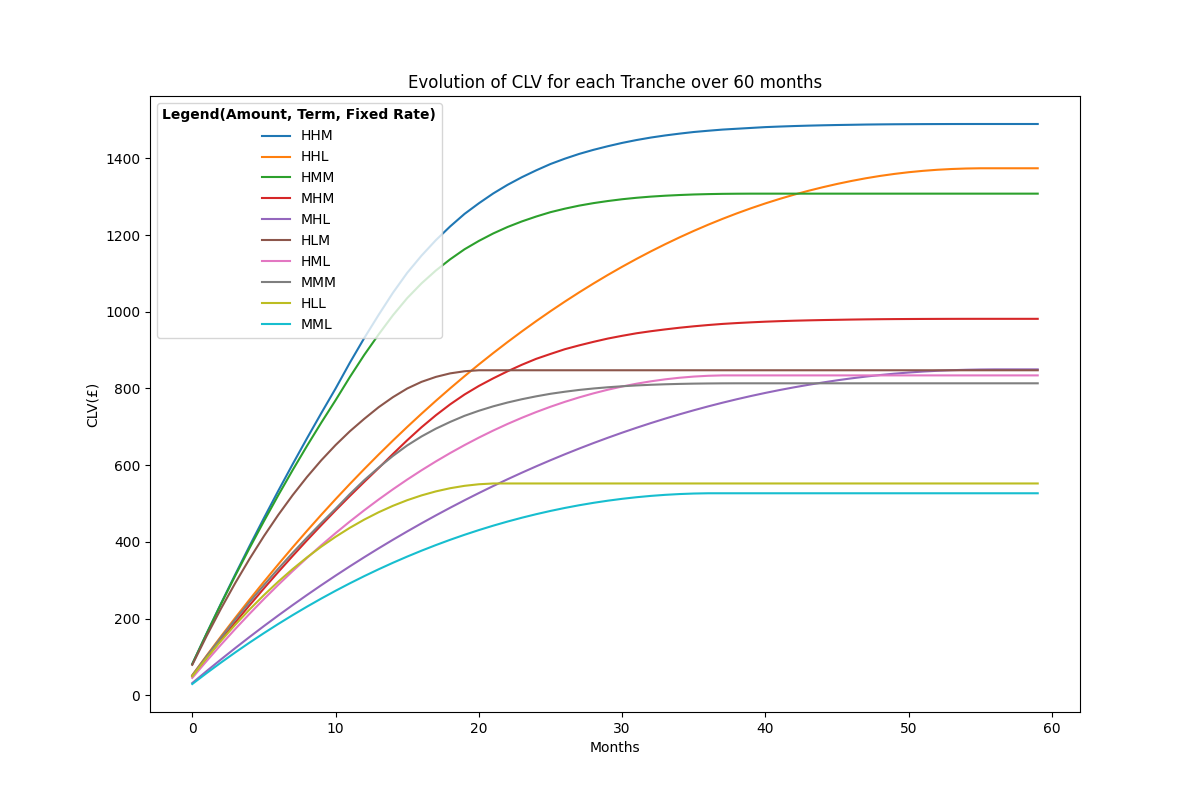 Evolution of CLV for each Tranche over 60 months
Legend(Amount, Term, Fixed Rate)
HHM
HHL
HMM
MHM
MHL
HLM
HML
MMM
HLL
MML
1400
1200
1000
800
600
400
200
0
CLV(£)
0 10 20 30 40 50 60
Months